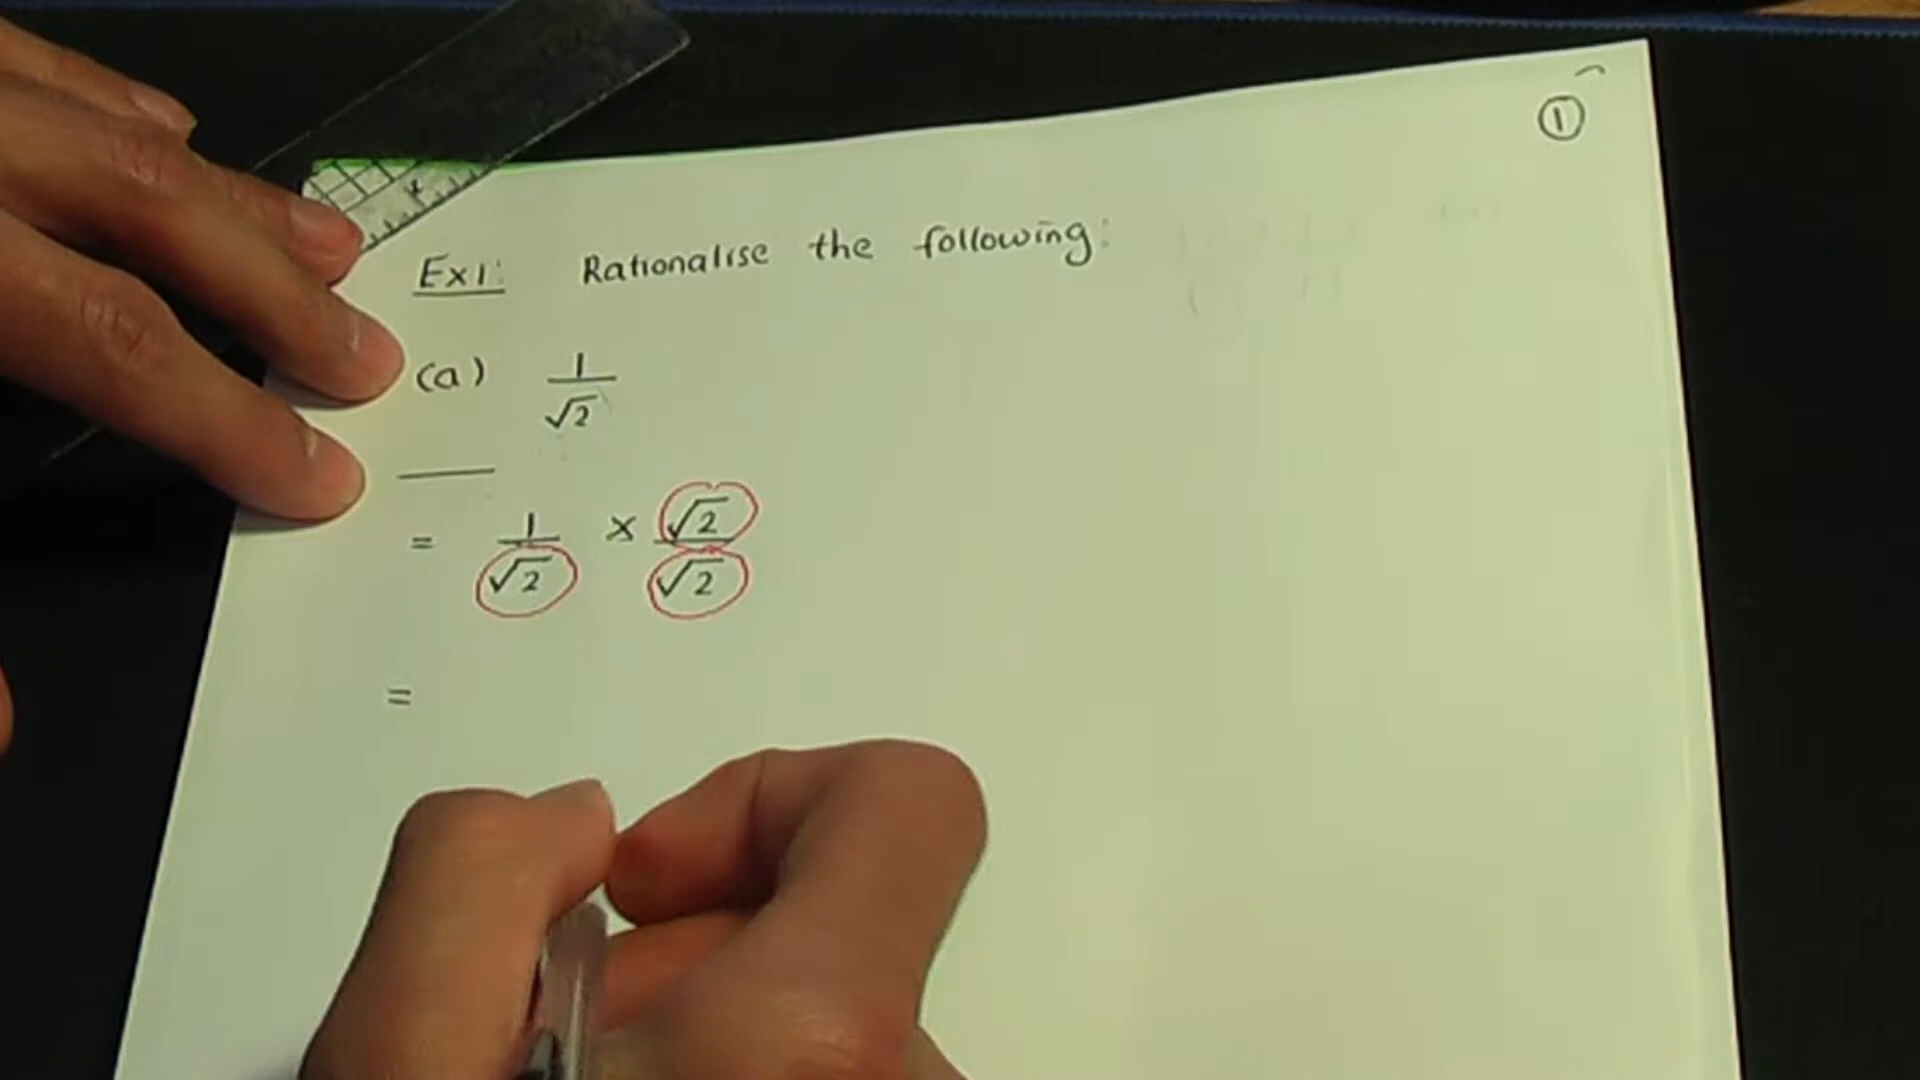 ①
Ex1: Rationalise the following:
(a) 1/√2
= 1/√2 × √2/√2
=